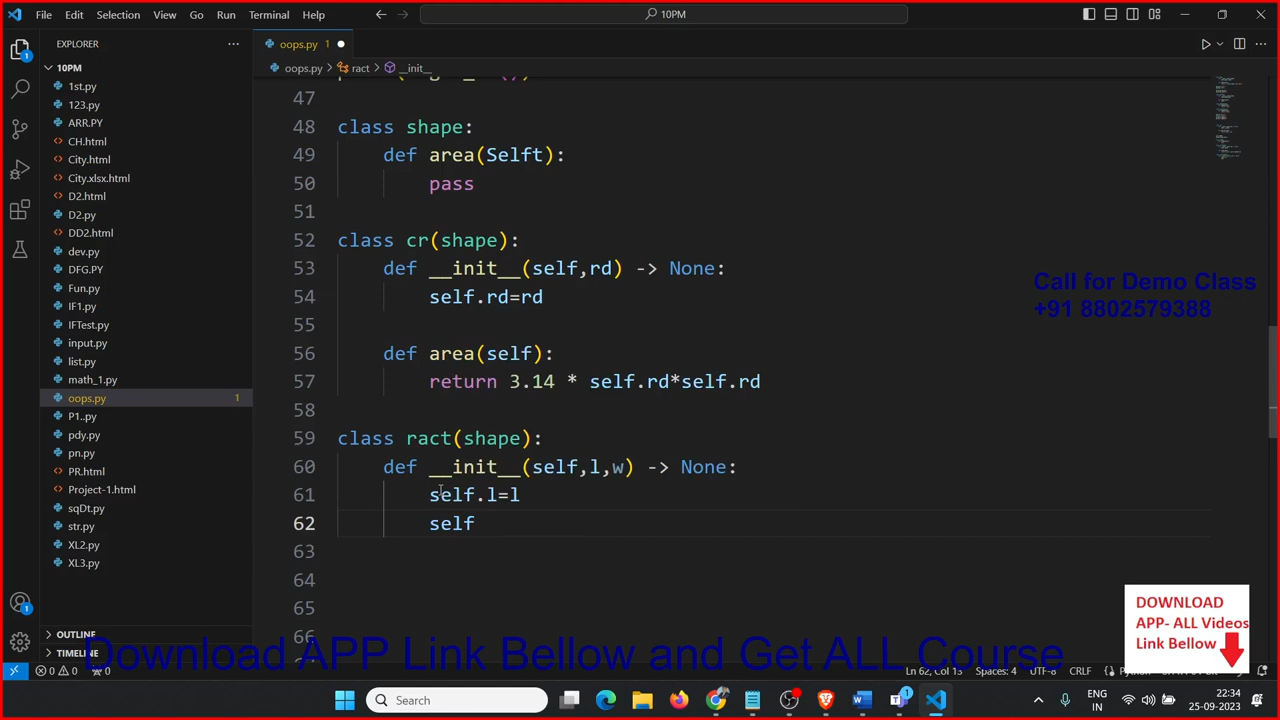 File Edit Selection View Go Run Terminal Help
10PM
EXPLORER
oops.py 1
10PM
oops.py ract __init__
1st.py
123.py
ARR.PY
CH.html
City.html
City.xlsx.html
D2.html
D2.py
DD2.html
dev.py
DFG.PY
Fun.py
IF1.py
IFTest.py
input.py
list.py
math_1.py
oops.py 1
P1..py
pdy.py
pn.py
PR.html
Project-1.html
sqDt.py
str.py
XL2.py
XL3.py
OUTLINE
TIMELINE
47
48 class shape:
49 def area(Selft):
50 pass
51
52 class cr(shape):
53 def __init__(self,rd) -> None:
54 self.rd=rd
55
56 def area(self):
57 return 3.14 * self.rd*self.rd
58
59 class ract(shape):
60 def __init__(self,l,w) -> None:
61 self.l=l
62 self
63
64
65
66
Call for Demo Class
+91 8802579388
DOWNLOAD
APP- ALL Videos
Link Bellow
Download APP Link Bellow and Get ALL Course
0 0 0 Ln 62, Col 13 Spaces: 4 UTF-8 CRLF
Search
ENG
IN
22:34
25-09-2023